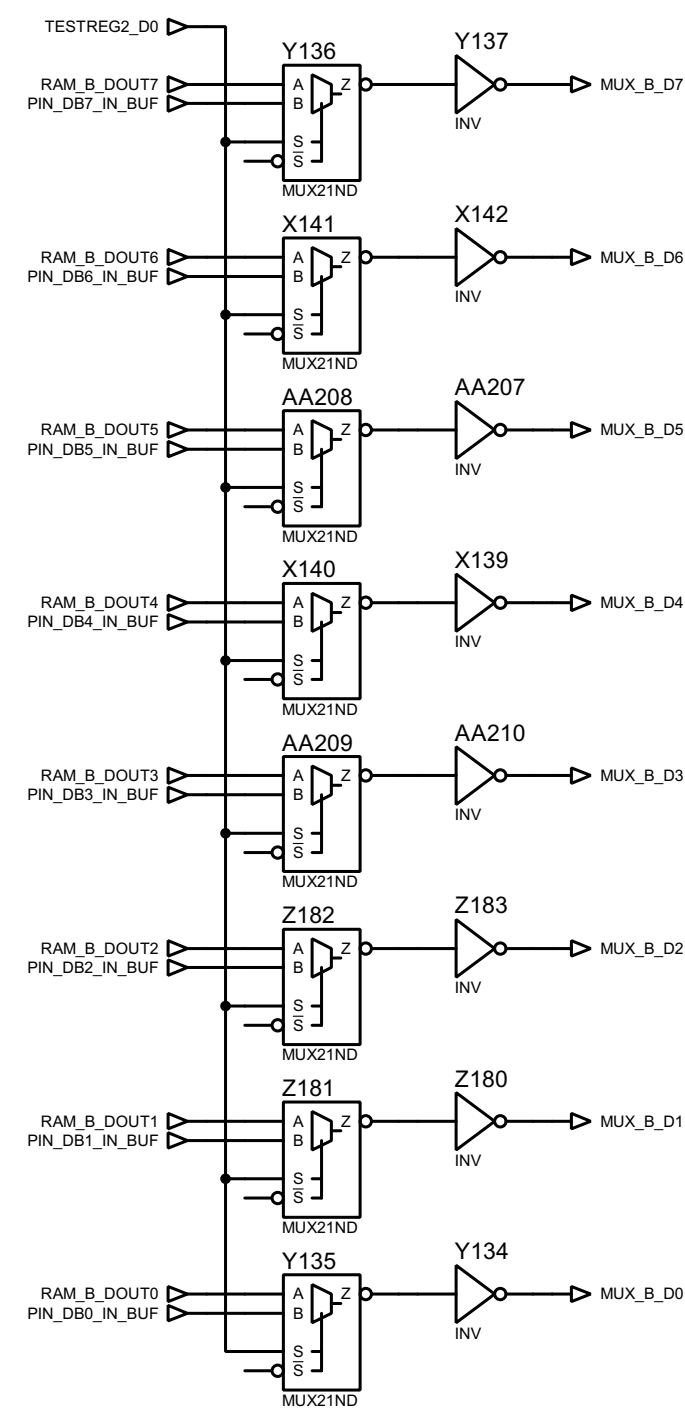 TESTREG2_D0
Y136
Y137
RAM_B_DOUT7
A
Z
MUX_B_D7
PIN_DB7_IN_BUF
B
S
INV
S̅
MUX21ND
X141
X142
RAM_B_DOUT6
A
Z
MUX_B_D6
PIN_DB6_IN_BUF
B
INV
S
S̅
MUX21ND
AA208
AA207
RAM_B_DOUT5
A
Z
MUX_B_D5
PIN_DB5_IN_BUF
B
INV
S
S̅
MUX21ND
X140
X139
RAM_B_DOUT4
A
Z
MUX_B_D4
PIN_DB4_IN_BUF
B
INV
S
S̅
MUX21ND
AA209
AA210
RAM_B_DOUT3
A
Z
MUX_B_D3
PIN_DB3_IN_BUF
B
INV
S
S̅
MUX21ND
Z182
Z183
RAM_B_DOUT2
A
Z
MUX_B_D2
PIN_DB2_IN_BUF
B
INV
S
S̅
MUX21ND
Z181
Z180
RAM_B_DOUT1
A
Z
MUX_B_D1
PIN_DB1_IN_BUF
B
INV
S
S̅
MUX21ND
Y135
Y134
RAM_B_DOUT0
A
Z
MUX_B_D0
PIN_DB0_IN_BUF
B
INV
S
S̅
MUX21ND